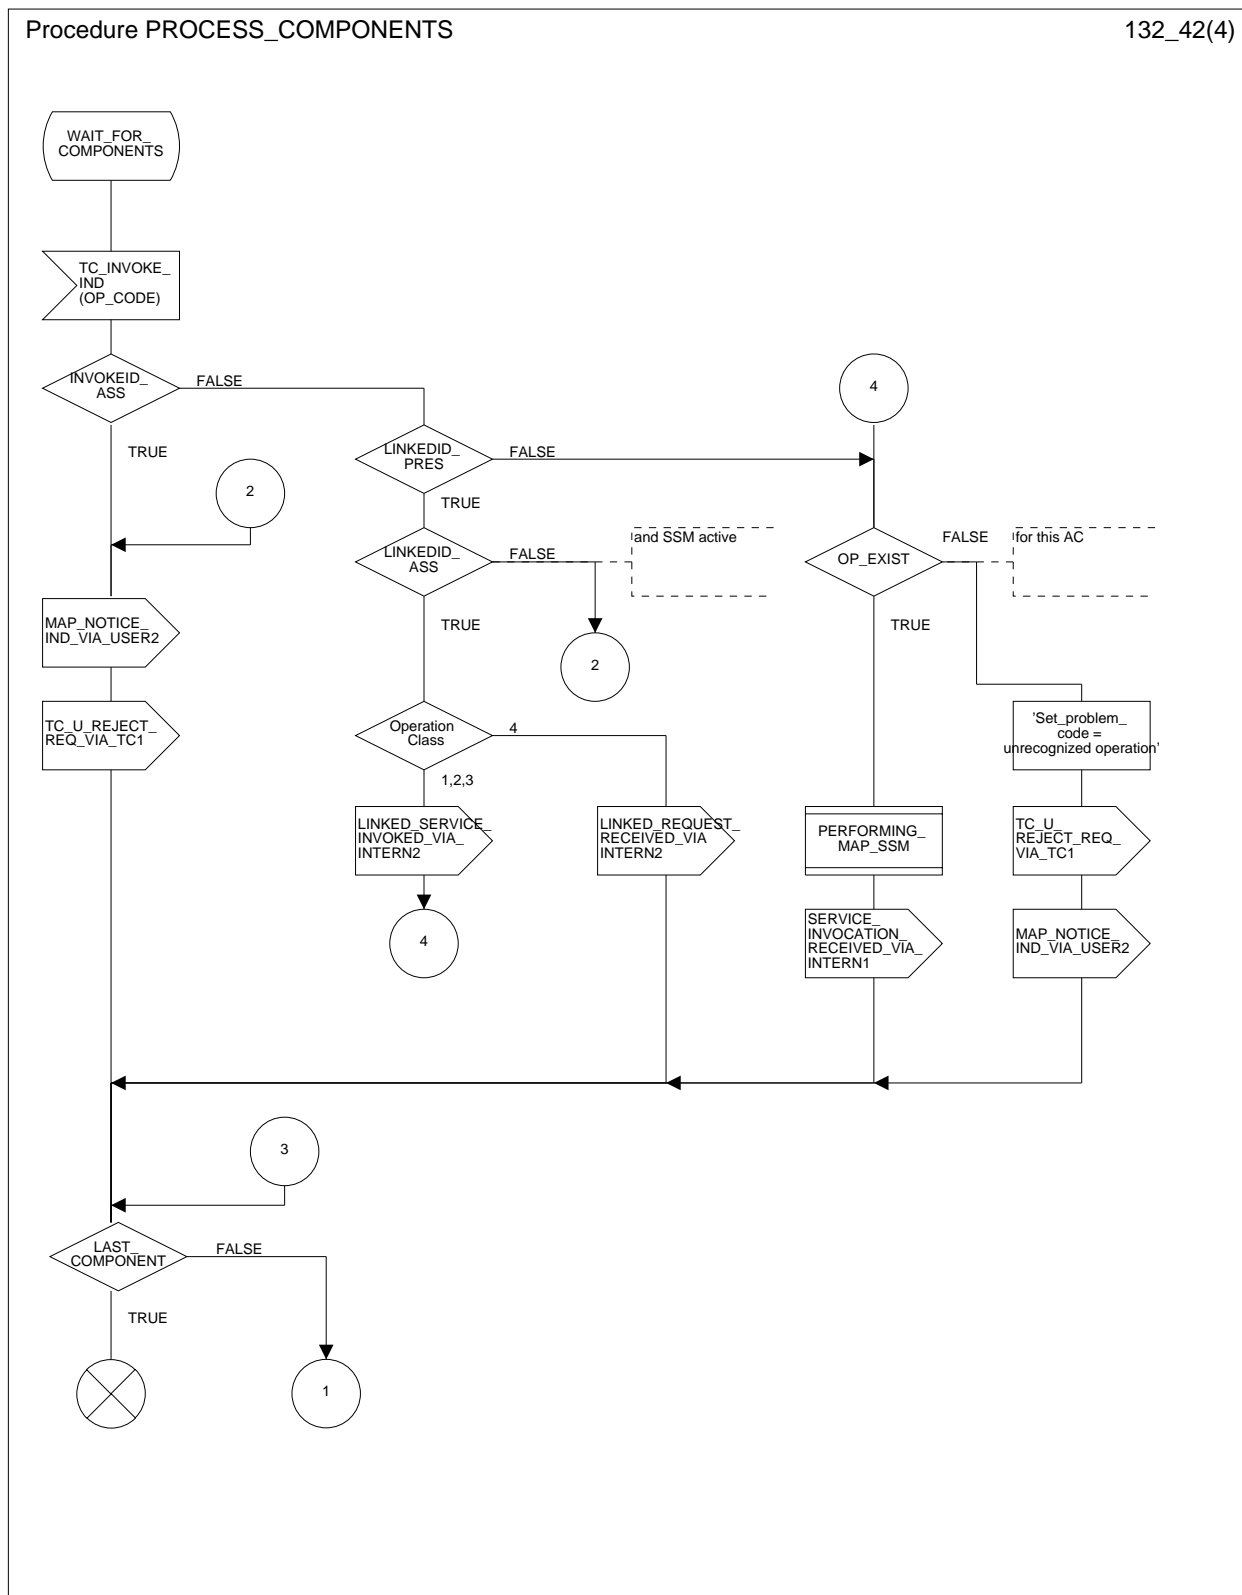 Procedure PROCESS_COMPONENTS
132_42(4)
WAIT_FOR_
COMPONENTS
TC_INVOKE_
IND
(OP_CODE)
INVOKEID_
ASS
FALSE
4
TRUE
LINKEDID_
PRES
FALSE
2
TRUE
LINKEDID_
ASS
FALSE
and SSM active
OP_EXIST
FALSE
for this AC
MAP_NOTICE_
IND_VIA_USER2
TRUE
TRUE
2
TC_U_REJECT_
REQ_VIA_TC1
Operation
Class
4
'Set_problem_
code =
unrecognized operation'
1,2,3
LINKED_SERVICE_
INVOKED_VIA_
INTERN2
LINKED_REQUEST_
RECEIVED_VIA
INTERN2
PERFORMING_
MAP_SSM
TC_U_
REJECT_REQ_
VIA_TC1
4
SERVICE_
INVOCATION_
RECEIVED_VIA_
INTERN1
MAP_NOTICE_
IND_VIA_USER2
3
LAST_
COMPONENT
FALSE
TRUE
1